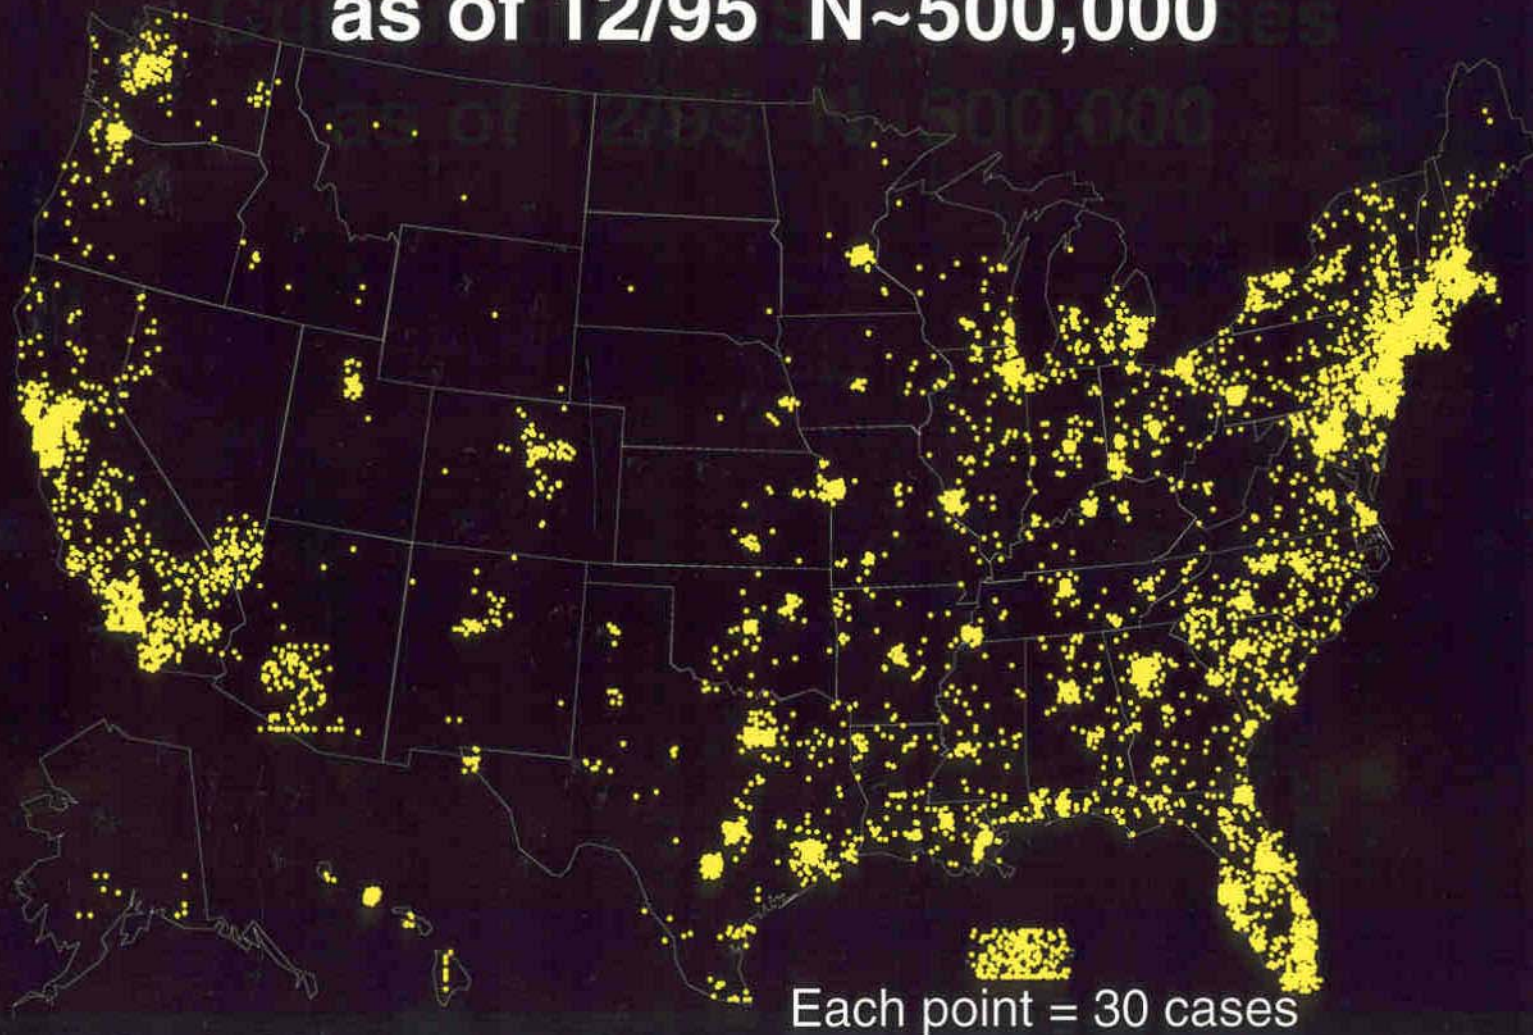 as of 12/95 N~500,000
Each point = 30 cases